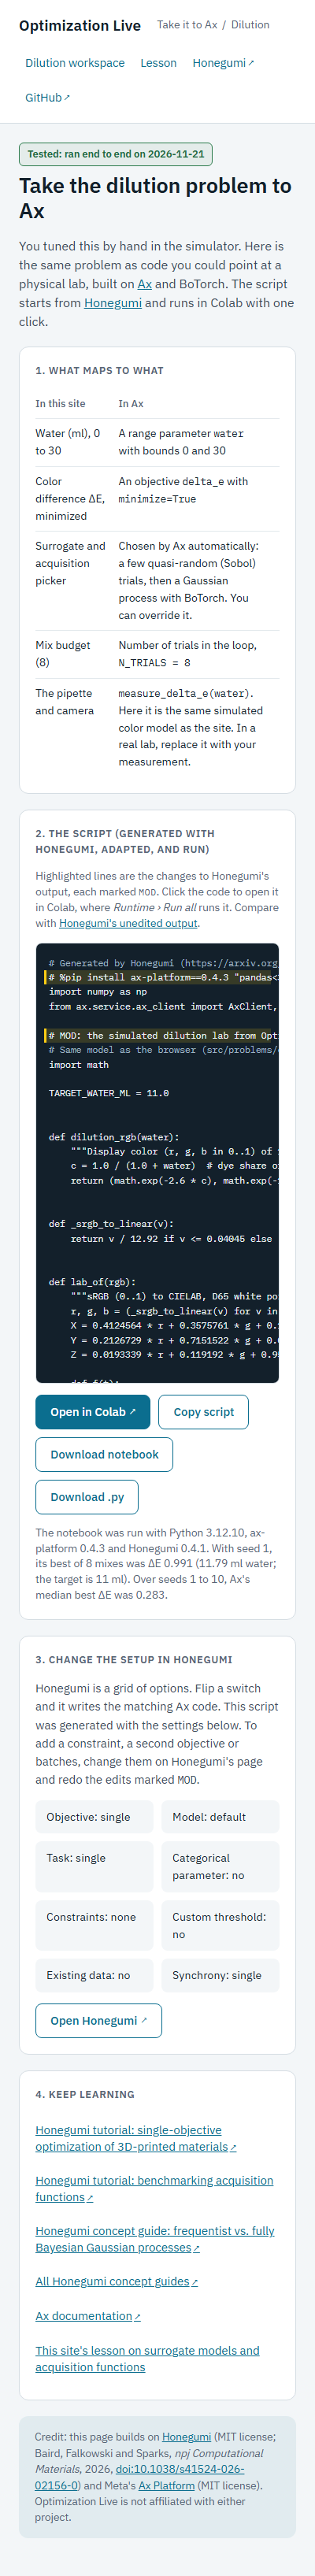 Optimization Live Take it to Ax / Dilution
Dilution workspace Lesson Honegumi ↗
GitHub ↗
Tested: ran end to end on 2026-11-21
Take the dilution problem to
Ax
You tuned this by hand in the simulator. Here is
the same problem as code you could point at a
physical lab, built on Ax and BoTorch. The script
starts from Honegumi and runs in Colab with one
click.
1. WHAT MAPS TO WHAT
In this site In Ax
Water (ml), 0 A range parameter water
to 30 with bounds 0 and 30
Color An objective delta_e with
difference ΔE, minimize=True
minimized
Surrogate and Chosen by Ax automatically:
acquisition a few quasi-random (Sobol)
picker trials, then a Gaussian
process with BoTorch. You
can override it.
Mix budget Number of trials in the loop,
(8) N_TRIALS = 8
The pipette measure_delta_e(water).
and camera Here it is the same simulated
color model as the site. In a
real lab, replace it with your
measurement.
2. THE SCRIPT (GENERATED WITH
HONEGUMI, ADAPTED, AND RUN)
Highlighted lines are the changes to Honegumi's
output, each marked MOD. Click the code to open it
in Colab, where Runtime › Run all runs it. Compare
with Honegumi's unedited output.
# Generated by Honegumi (https://arxiv.org
# %pip install ax-platform==0.4.3 "pandas<
import numpy as np
from ax.service.ax_client import AxClient,
# MOD: the simulated dilution lab from Opt
# Same model as the browser (src/problems/
import math
TARGET_WATER_ML = 11.0
def dilution_rgb(water):
"""Display color (r, g, b in 0..1) of
c = 1.0 / (1.0 + water) # dye share o
return (math.exp(-2.6 * c), math.exp(-
def _srgb_to_linear(v):
return v / 12.92 if v <= 0.04045 else
def lab_of(rgb):
"""sRGB (0..1) to CIELAB, D65 white po
r, g, b = (_srgb_to_linear(v) for v in
X = 0.4124564 * r + 0.3575761 * g + 0.
Y = 0.2126729 * r + 0.7151522 * g + 0.
Z = 0.0193339 * r + 0.119192 * g + 0.9
def f(t):
Open in Colab ↗ Copy script
Download notebook
Download .py
The notebook was run with Python 3.12.10, ax-
platform 0.4.3 and Honegumi 0.4.1. With seed 1,
its best of 8 mixes was ΔE 0.991 (11.79 ml water;
the target is 11 ml). Over seeds 1 to 10, Ax's
median best ΔE was 0.283.
3. CHANGE THE SETUP IN HONEGUMI
Honegumi is a grid of options. Flip a switch
and it writes the matching Ax code. This script
was generated with the settings below. To
add a constraint, a second objective or
batches, change them on Honegumi's page
and redo the edits marked MOD.
Objective: single Model: default
Task: single Categorical
parameter: no
Constraints: none Custom threshold:
no
Existing data: no Synchrony: single
Open Honegumi ↗
4. KEEP LEARNING
Honegumi tutorial: single-objective
optimization of 3D-printed materials ↗
Honegumi tutorial: benchmarking acquisition
functions ↗
Honegumi concept guide: frequentist vs. fully
Bayesian Gaussian processes ↗
All Honegumi concept guides ↗
Ax documentation ↗
This site's lesson on surrogate models and
acquisition functions
Credit: this page builds on Honegumi (MIT license;
Baird, Falkowski and Sparks, npj Computational
Materials, 2026, doi:10.1038/s41524-026-
02156-0) and Meta's Ax Platform (MIT license).
Optimization Live is not affiliated with either
project.